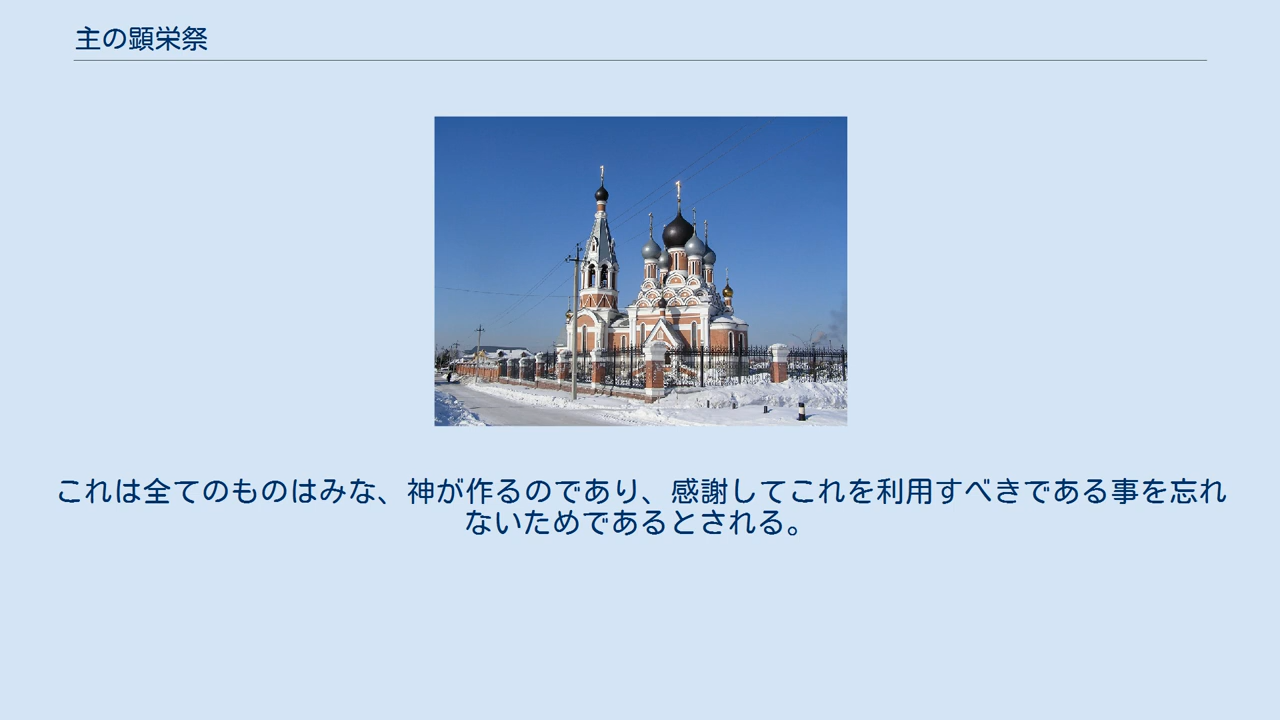 主の顕栄祭
これは全てのものはみな、神が作るのであり、感謝してこれを利用すべきである事を忘れ
ないためであるとされる。